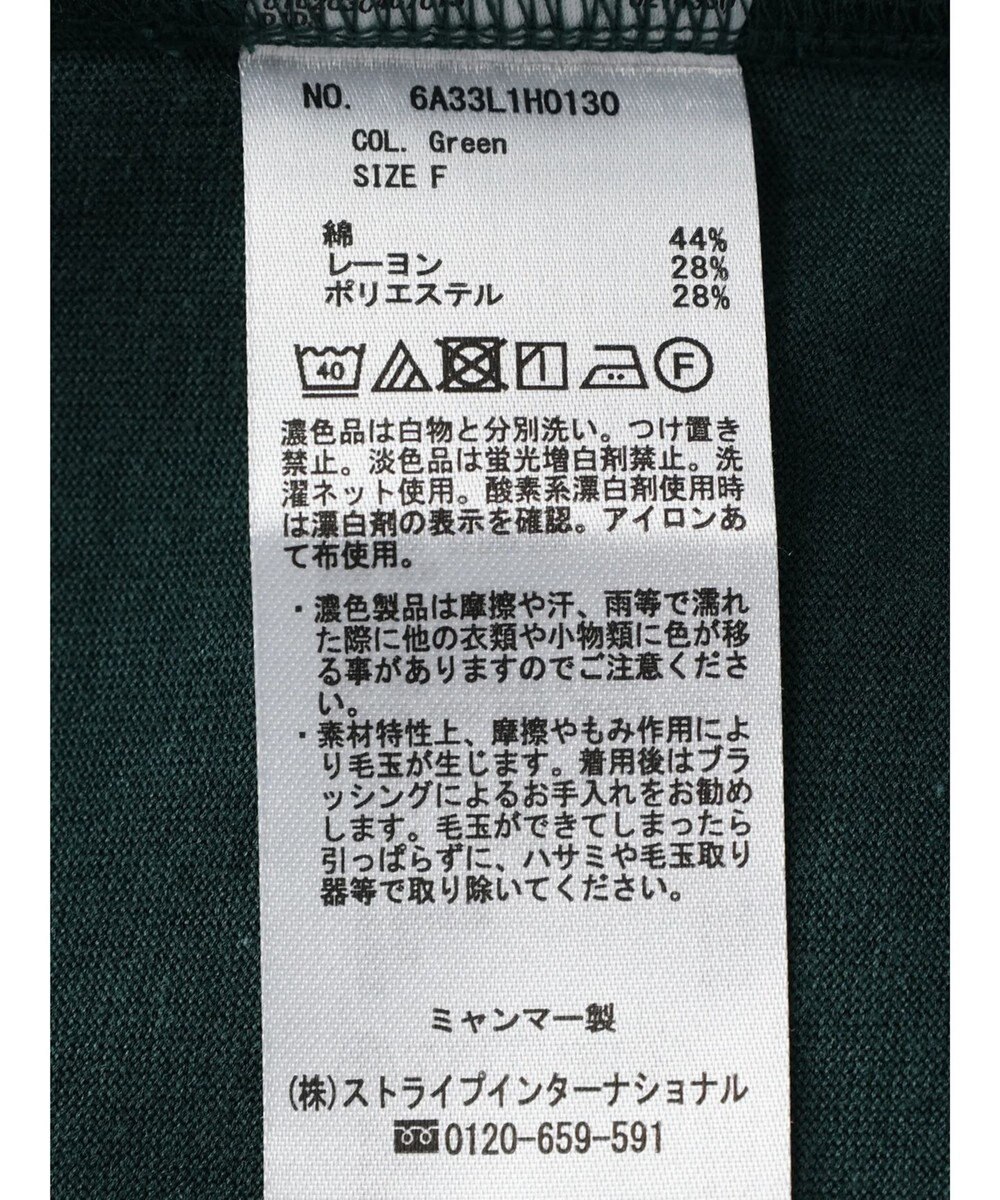 NO. 6A33L1H0130
COL. Green
SIZE F
綿 44%
レーヨン 28%
ポリエステル 28%
40 F
濃色品は白物と分別洗い。つけ置き
禁止。淡色品は蛍光増白剤禁止。洗
濯ネット使用。酸素系漂白剤使用時
は漂白剤の表示を確認。アイロンあ
て布使用。
・濃色製品は摩擦や汗、雨等で濡れ
た際に他の衣類や小物類に色が移
る事がありますのでご注意くださ
い。
・素材特性上、摩擦やもみ作用によ
り毛玉が生じます。着用後はブラ
ッシングによるお手入れをお勧め
します。毛玉ができてしまったら
引っぱらずに、ハサミや毛玉取り
器等で取り除いてください。
ミャンマー製
(株)ストライプインターナショナル
0120-659-591